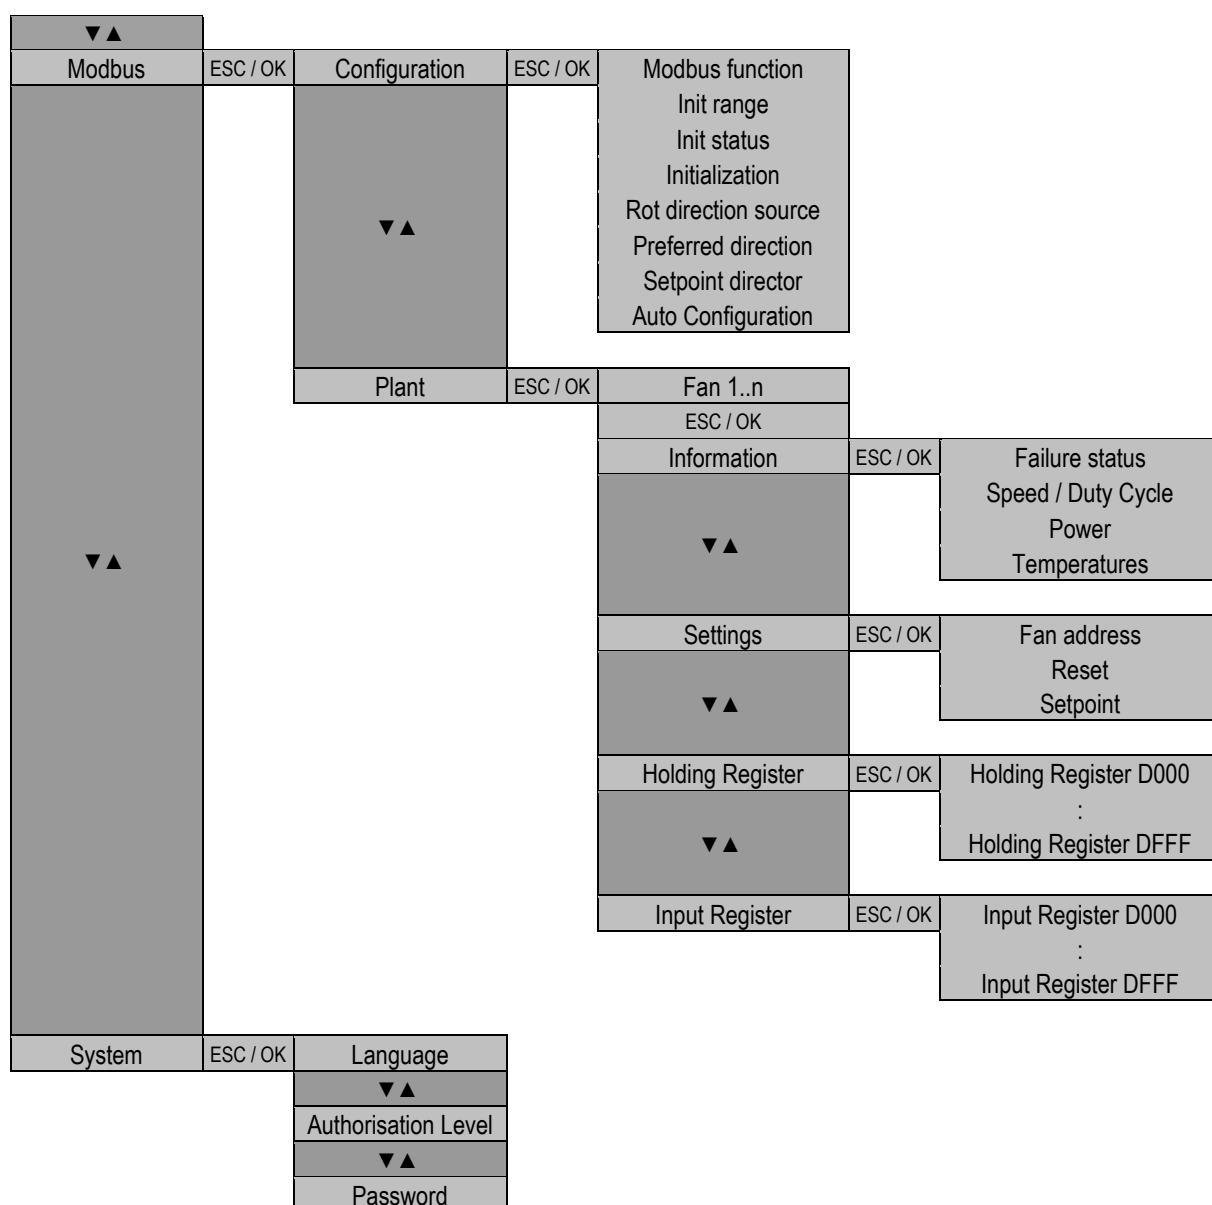 ▼▲
Modbus ESC / OK Configuration ESC / OK Modbus function
Init range
Init status
Initialization
Rot direction source
▼▲
Preferred direction
Setpoint director
Auto Configuration
Plant ESC / OK Fan 1..n
ESC / OK
Information ESC / OK Failure status
Speed / Duty Cycle
Power
▼▲
▼▲
Temperatures
Settings ESC / OK Fan address
Reset
▼▲
Setpoint
Holding Register ESC / OK Holding Register D000
:
▼▲
Holding Register DFFF
Input Register ESC / OK Input Register D000
:
Input Register DFFF
System ESC / OK Language
▼▲
Authorisation Level
▼▲
Password